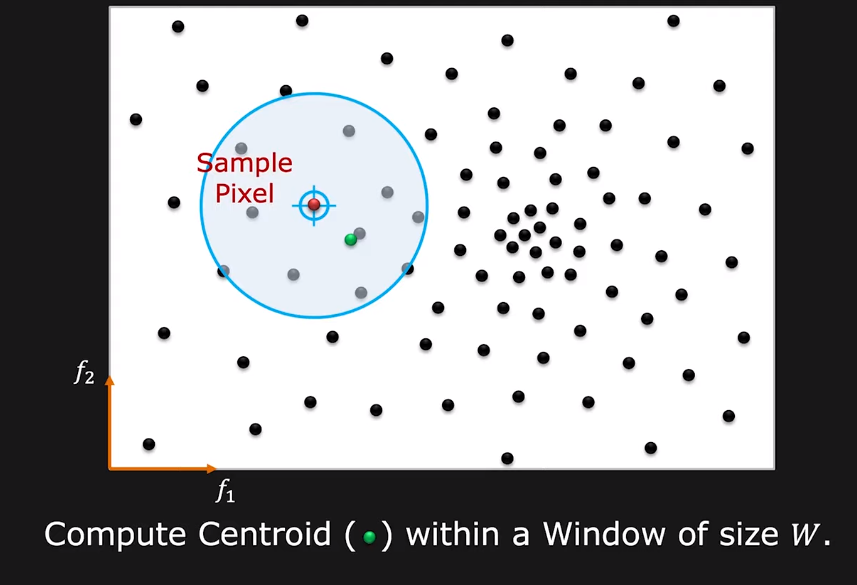 Sample
Pixel
f₂
f₁
Compute Centroid (●) within a Window of size W.